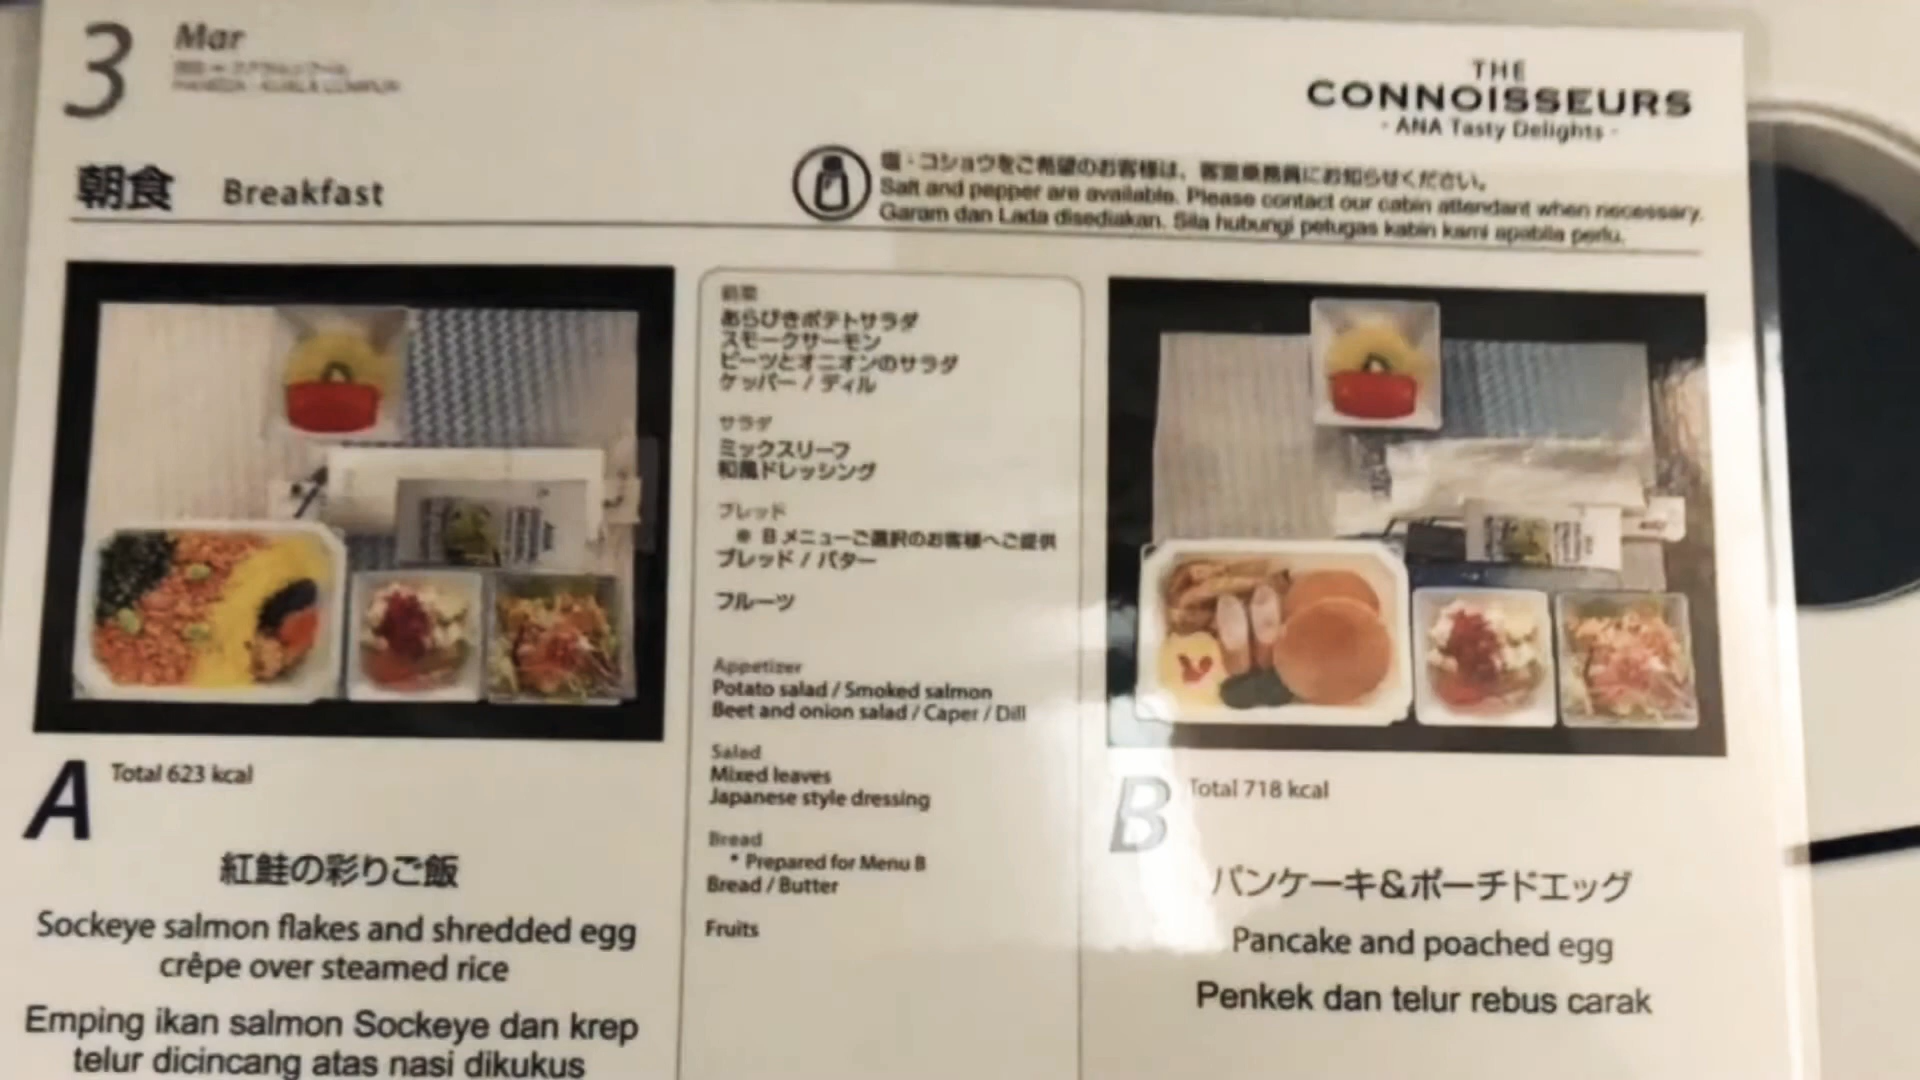 3
Mar
HANEDA - KUALA LUMPUR
THE
CONNOISSEURS
- ANA Tasty Delights -
朝食 Breakfast
塩・コショウをご希望のお客様は、客室乗務員にお知らせください。
Salt and pepper are available. Please contact our cabin attendant when necessary.
Garam dan Lada disediakan. Sila hubungi petugas kabin kami apabila perlu.
前菜
あらびきポテトサラダ
スモークサーモン
ビーツとオニオンのサラダ
ケッパー / ディル
サラダ
ミックスリーフ
和風ドレッシング
ブレッド
※ Bメニューご選択のお客様へご提供
ブレッド / バター
フルーツ
Appetizer
Potato salad / Smoked salmon
Beet and onion salad / Caper / Dill
Salad
Mixed leaves
Japanese style dressing
Bread
* Prepared for Menu B
Bread / Butter
Fruits
A Total 623 kcal
紅鮭の彩りご飯
Sockeye salmon flakes and shredded egg
crêpe over steamed rice
Emping ikan salmon Sockeye dan krep
telur dicincang atas nasi dikukus
B Total 718 kcal
パンケーキ&ポーチドエッグ
Pancake and poached egg
Penkek dan telur rebus carak